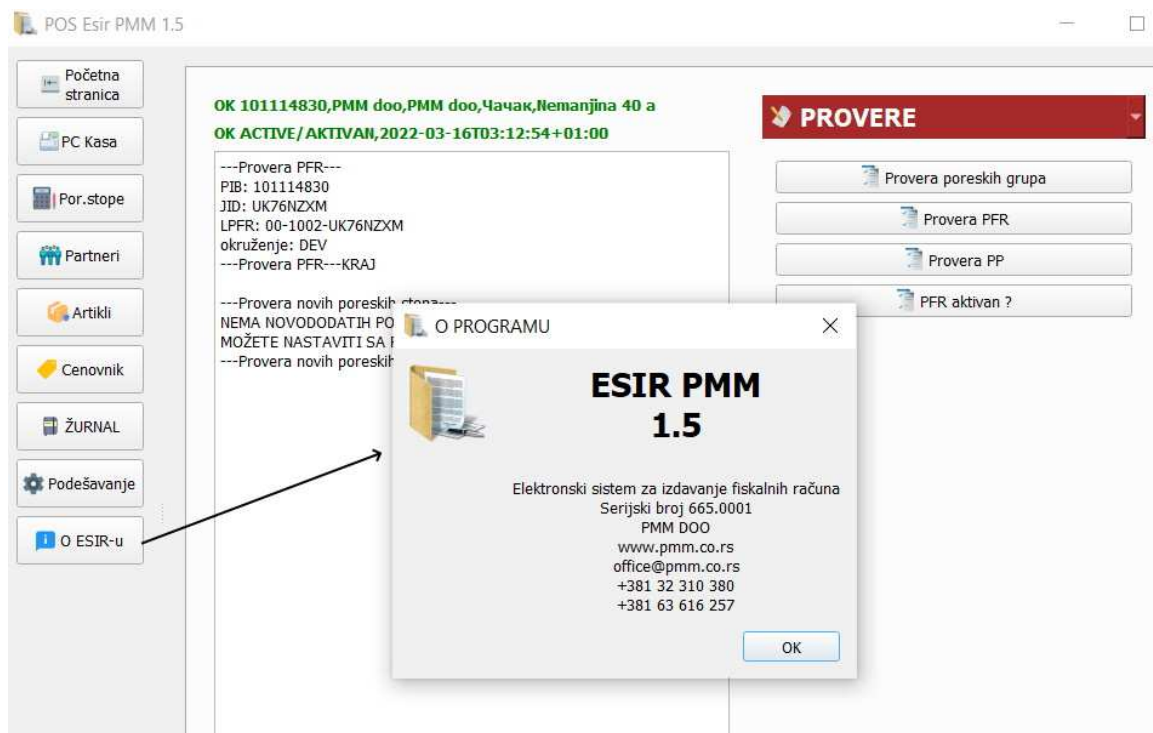 POS Esir PMM 1.5
Početna
stranica
PC Kasa
Por.stope
Partneri
Artikli
Cenovnik
ŽURNAL
Podešavanje
O ESIR-u
OK 101114830,PMM doo,PMM doo,Чачак,Nemanjina 40 a
OK ACTIVE/AKTIVAN,2022-03-16T03:12:54+01:00
---Provera PFR---
PIB: 101114830
JID: UK76NZXM
LPFR: 00-1002-UK76NZXM
okruženje: DEV
---Provera PFR---KRAJ
---Provera novih poreskih stopa---
NEMA NOVODODATIH PO
MOŽETE NASTAVITI SA
---Provera novih poreskih
PROVERE
Provera poreskih grupa
Provera PFR
Provera PP
PFR aktivan ?
O PROGRAMU
ESIR PMM
1.5
Elektronski sistem za izdavanje fiskalnih računa
Serijski broj 665.0001
PMM DOO
www.pmm.co.rs
office@pmm.co.rs
+381 32 310 380
+381 63 616 257
OK